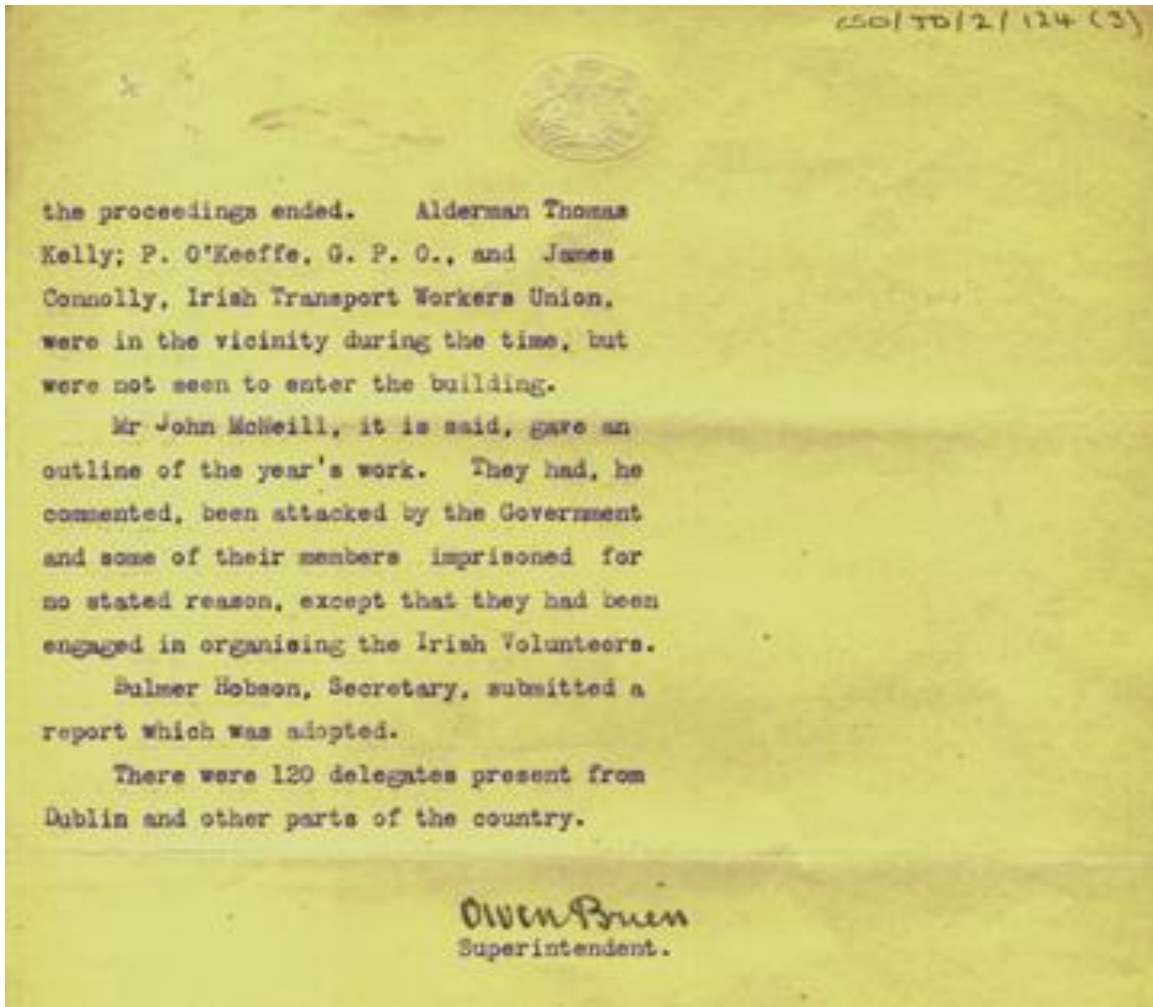 CSO/JD/2/124 (3)
the proceedings ended. Alderman Thomas
Kelly; P. O'Keeffe, G. P. O., and James
Connolly, Irish Transport Workers Union,
were in the vicinity during the time, but
were not seen to enter the building.
Mr John McNeill, it is said, gave an
outline of the year's work. They had, he
commented, been attacked by the Government
and some of their members imprisoned for
no stated reason, except that they had been
engaged in organising the Irish Volunteers.
Bulmer Hobson, Secretary, submitted a
report which was adopted.
There were 120 delegates present from
Dublin and other parts of the country.
Owen Brien
Superintendent.